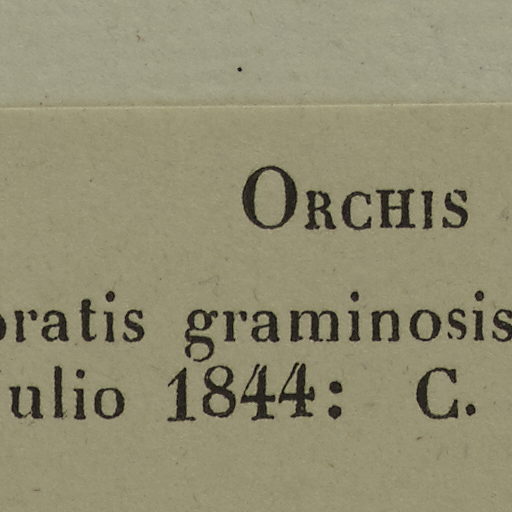 ORCHIS
pratis graminosis
Julio 1844: C.